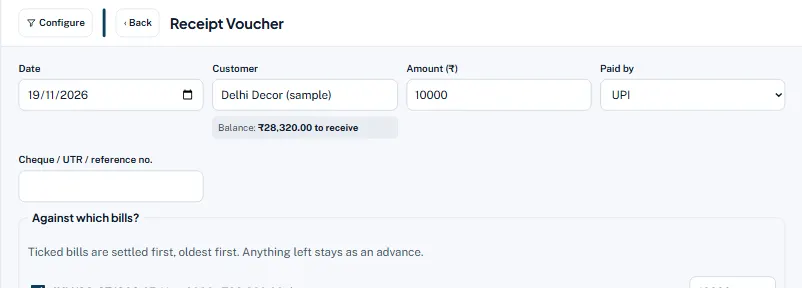 Configure
‹ Back
Receipt Voucher
Date
Customer
Amount (₹)
Paid by
19/11/2026
Delhi Decor (sample)
10000
UPI
Balance: ₹28,320.00 to receive
Cheque / UTR / reference no.
Against which bills?
Ticked bills are settled first, oldest first. Anything left stays as an advance.